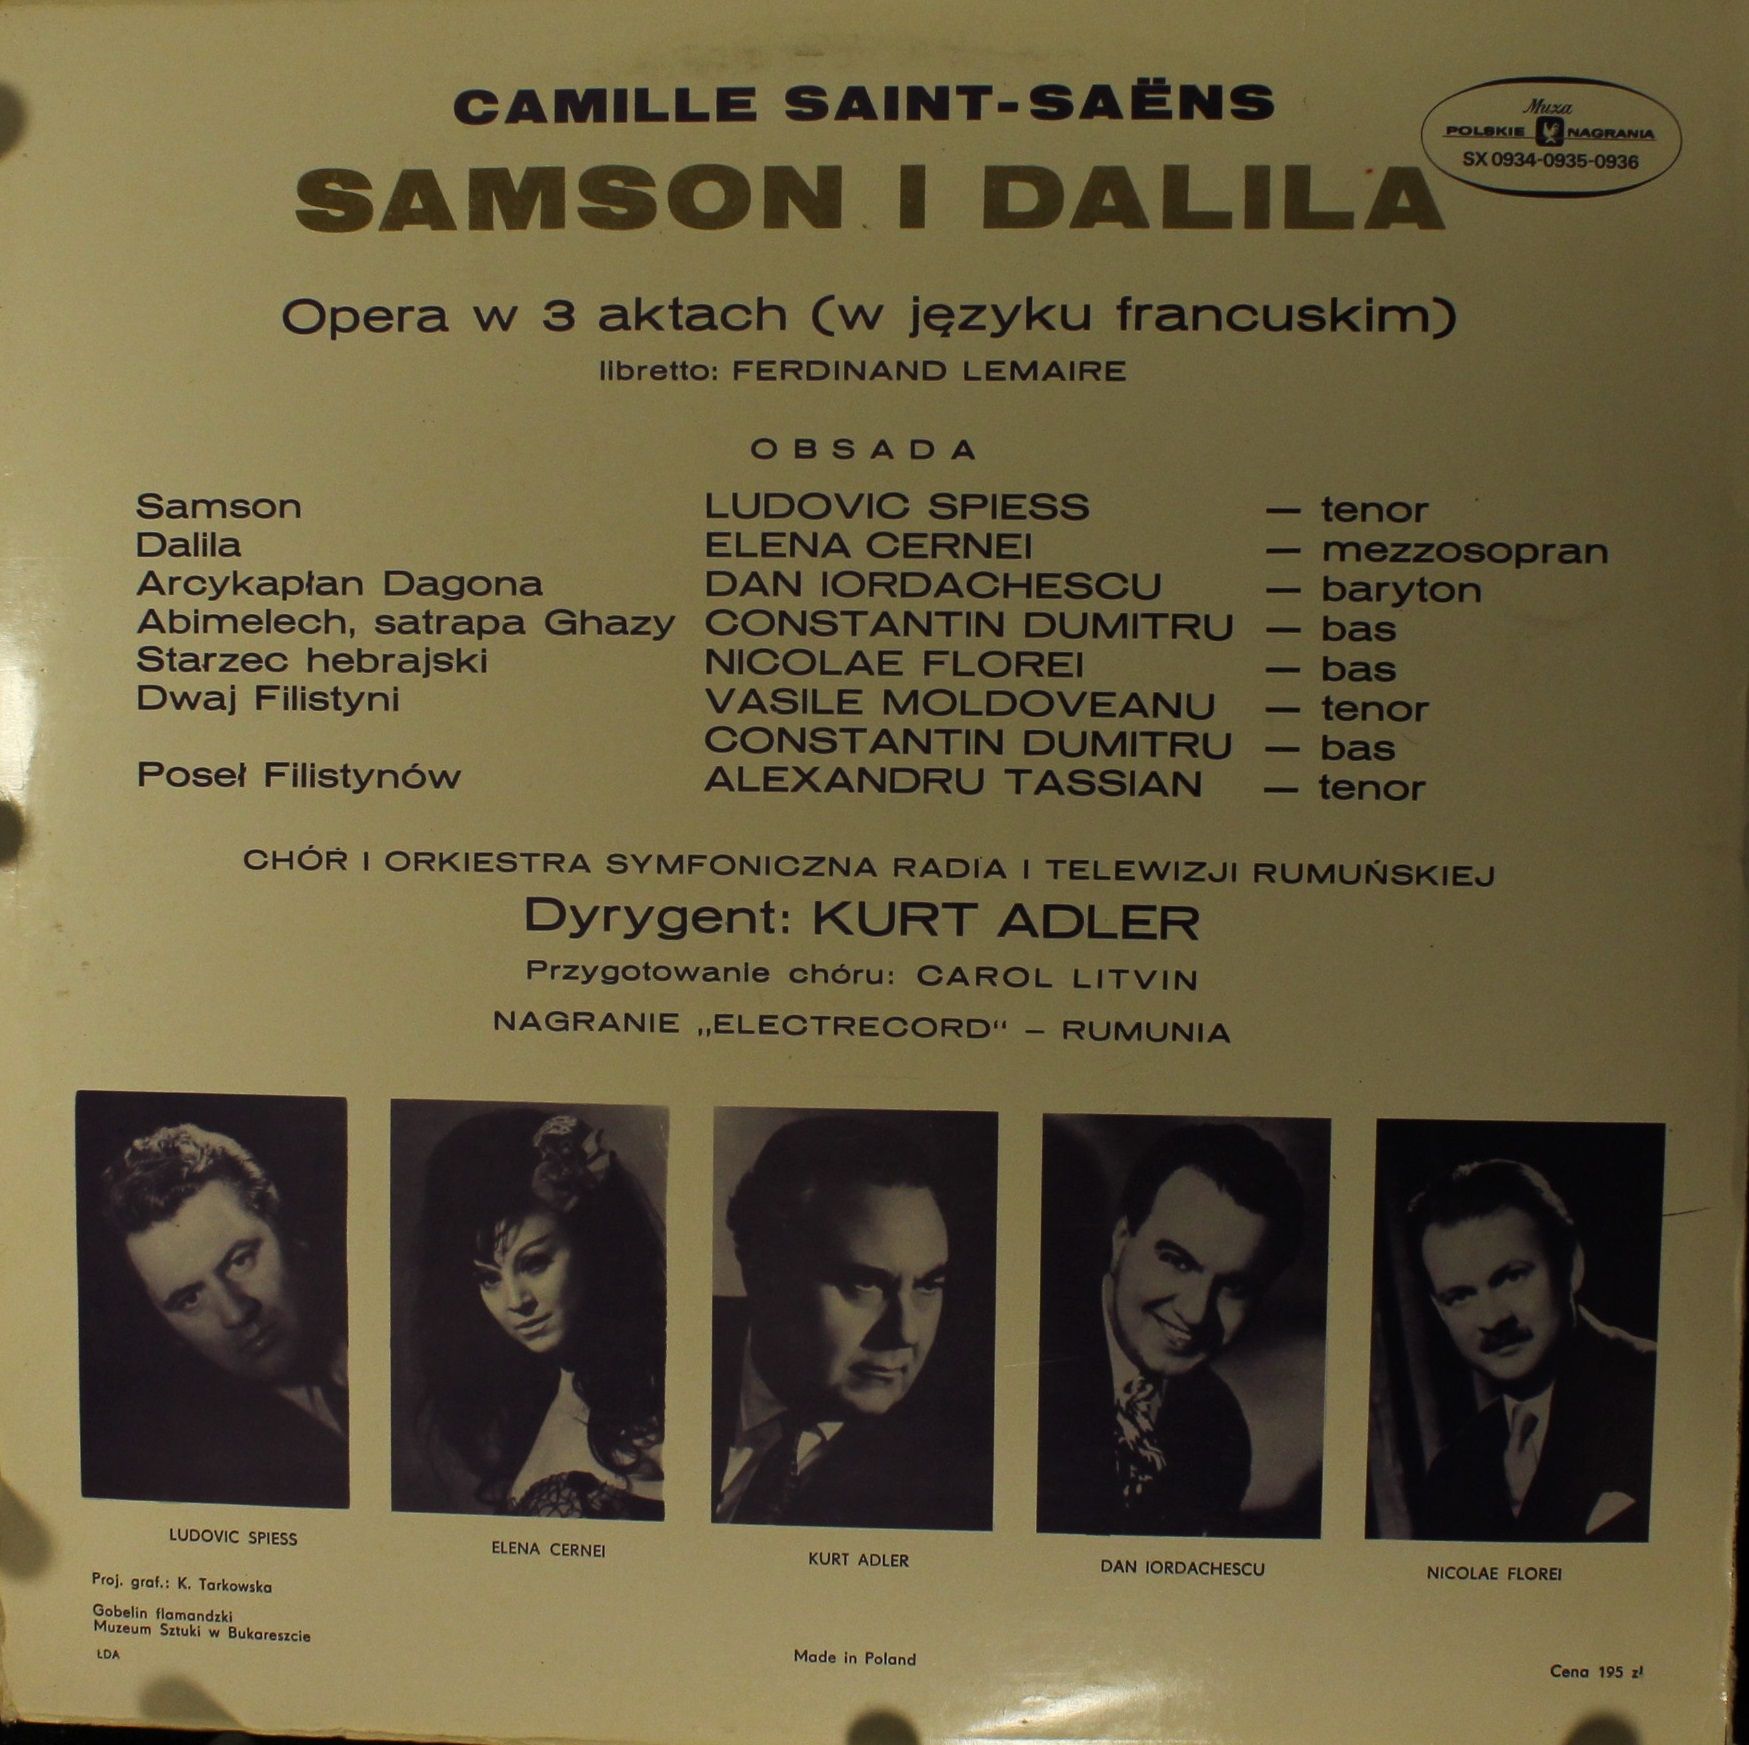 CAMILLE SAINT-SAËNS
Muza
POLSKIE NAGRANIA
SX 0934-0935-0936
SAMSON I DALILA
Opera w 3 aktach (w języku francuskim)
libretto: FERDINAND LEMAIRE
OBSADA
Samson LUDOVIC SPIESS — tenor
Dalila ELENA CERNEI — mezzosopran
Arcykapłan Dagona DAN IORDACHESCU — baryton
Abimelech, satrapa Ghazy CONSTANTIN DUMITRU — bas
Starzec hebrajski NICOLAE FLOREI — bas
Dwaj Filistyni VASILE MOLDOVEANU — tenor
CONSTANTIN DUMITRU — bas
Poseł Filistynów ALEXANDRU TASSIAN — tenor
CHÓR I ORKIESTRA SYMFONICZNA RADIA I TELEWIZJI RUMUŃSKIEJ
Dyrygent: KURT ADLER
Przygotowanie chóru: CAROL LITVIN
NAGRANIE „ELECTRECORD“ – RUMUNIA
LUDOVIC SPIESS
ELENA CERNEI
KURT ADLER
DAN IORDACHESCU
NICOLAE FLOREI
Proj. graf.: K. Tarkowska
Gobelin flamandzki
Muzeum Sztuki w Bukareszcie
ŁDA
Made in Poland
Cena 195 zł